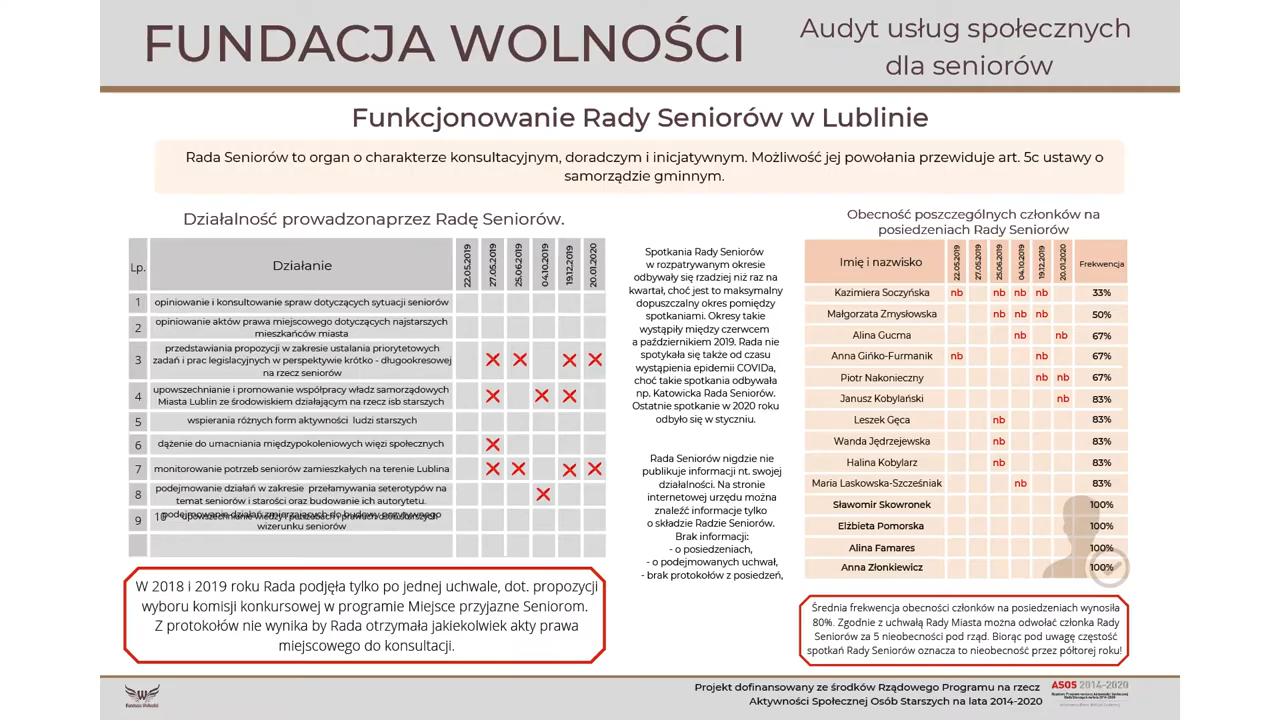 FUNDACJA WOLNOŚCI
Audyt usług społecznych
dla seniorów
Funkcjonowanie Rady Seniorów w Lublinie
Rada Seniorów to organ o charakterze konsultacyjnym, doradczym i inicjatywnym. Możliwość jej powołania przewiduje art. 5c ustawy o
samorządzie gminnym.
Działalność prowadzonaprzez Radę Seniorów.
Lp. Działanie 22.05.2019 27.05.2019 25.06.2019 04.10.2019 19.12.2019 20.01.2020
1 opiniowanie i konsultowanie spraw dotyczących sytuacji seniorów
2 opiniowanie aktów prawa miejscowego dotyczących najstarszych
mieszkańców miasta
3 przedstawiania propozycji w zakresie ustalania priorytetowych
zadań i prac legislacyjnych w perspektywie krótko - długookresowej
na rzecz seniorów
4 upowszechnianie i promowanie współpracy władz samorządowych
Miasta Lublin ze środowiskiem działającym na rzecz isb starszych
5 wspierania różnych form aktywności ludzi starszych
6 dążenie do umacniania międzypokoleniowych więzi społecznych
7 monitorowanie potrzeb seniorów zamieszkałych na terenie Lublina
8 podejmowanie działań w zakresie przełamywania seterotypów na
temat seniorów i starości oraz budowanie ich autorytetu.
9 podejmowanie działań zmierzających do budowy pozytywnego
wizerunku seniorów
10
W 2018 i 2019 roku Rada podjęła tylko po jednej uchwale, dot. propozycji
wyboru komisji konkursowej w programie Miejsce przyjazne Seniorom.
Z protokołów nie wynika by Rada otrzymała jakiekolwiek akty prawa
miejscowego do konsultacji.
Spotkania Rady Seniorów
w rozpatrywanym okresie
odbywały się rzadziej niż raz na
kwartał, choć jest to maksymalny
dopuszczalny okres pomiędzy
spotkaniami. Okresy takie
wystąpiły między czerwcem
a październikiem 2019. Rada nie
spotykała się także od czasu
wystąpienia epidemii COVIDa,
choć takie spotkania odbywała
np. Katowicka Rada Seniorów.
Ostatnie spotkanie w 2020 roku
odbyło się w styczniu.
Rada Seniorów nigdzie nie
publikuje informacji nt. swojej
działalności. Na stronie
internetowej urzędu można
znaleźć informacje tylko
o składzie Radzie Seniorów.
Brak informacji:
- o posiedzeniach,
- o podejmowanych uchwał,
- brak protokołów z posiedzeń,
Obecność poszczególnych członków na
posiedzeniach Rady Seniorów
Imię i nazwisko 22.05.2019 27.05.2019 25.06.2019 04.10.2019 19.12.2019 20.01.2020 Frekwencja
Kazimiera Soczyńska nb nb nb nb 33%
Małgorzata Zmysłowska nb nb nb 50%
Alina Gucma nb nb 67%
Anna Gińko-Furmanik nb nb 67%
Piotr Nakonieczny nb nb 67%
Janusz Kobylański nb 83%
Leszek Gęca nb 83%
Wanda Jędrzejewska nb 83%
Halina Kobylarz nb 83%
Maria Laskowska-Szcześniak nb 83%
Sławomir Skowronek 100%
Elżbieta Pomorska 100%
Alina Famares 100%
Anna Złonkiewicz 100%
Średnia frekwencja obecności członków na posiedzeniach wynosiła
80%. Zgodnie z uchwałą Rady Miasta można odwołać członka Rady
Seniorów za 5 nieobecności pod rząd. Biorąc pod uwagę częstość
spotkań Rady Seniorów oznacza to nieobecność przez półtorej roku!
Fundacja Wolności
Projekt dofinansowany ze środków Rządowego Programu na rzecz
Aktywności Społecznej Osób Starszych na lata 2014-2020
ASOS 2014-2020